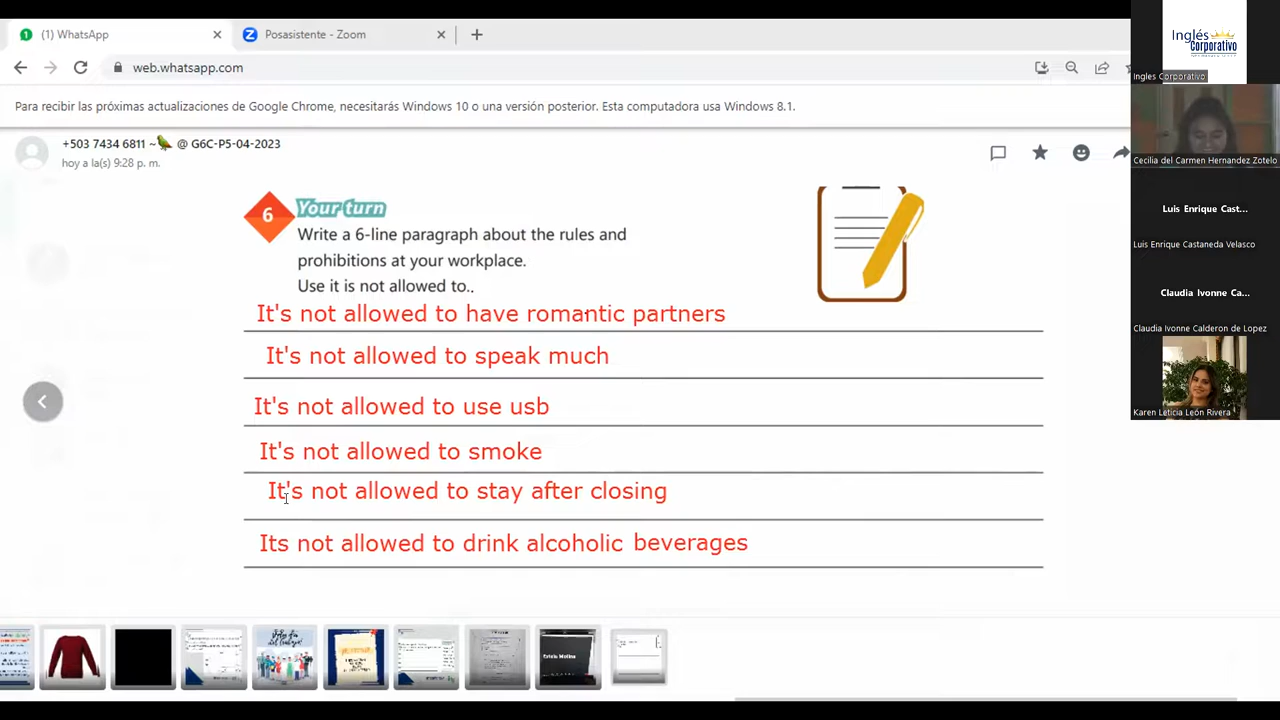 (1) WhatsApp
Posasistente - Zoom
web.whatsapp.com
Para recibir las próximas actualizaciones de Google Chrome, necesitarás Windows 10 o una versión posterior. Esta computadora usa Windows 8.1.
+503 7434 6811 ~ @ G6C-P5-04-2023
hoy a la(s) 9:28 p. m.
6 Your turn
Write a 6-line paragraph about the rules and
prohibitions at your workplace.
Use it is not allowed to..
It's not allowed to have romantic partners
It's not allowed to speak much
It's not allowed to use usb
It's not allowed to smoke
It's not allowed to stay after closing
Its not allowed to drink alcoholic beverages
Inglés
Corporativo
Ingles Corporativo
Cecilia del Carmen Hernandez Zotelo
Luis Enrique Cast...
Luis Enrique Castaneda Velasco
Claudia Ivonne Ca...
Claudia Ivonne Calderon de Lopez
Karen Leticia León Rivera
Estela Molina